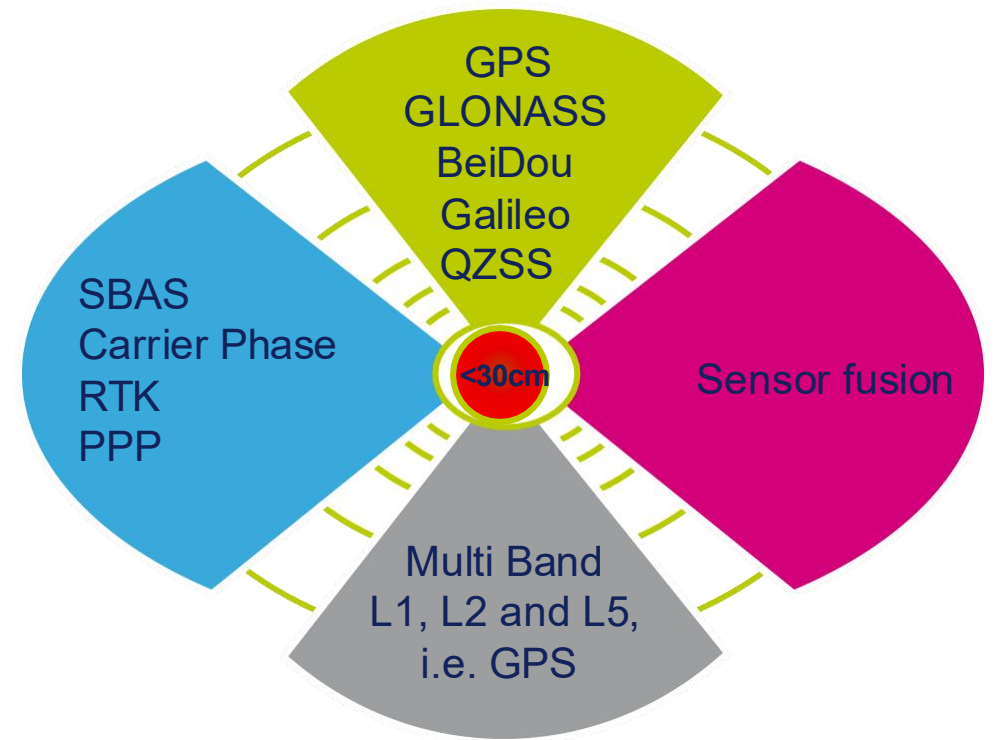 GPS
GLONASS
BeiDou
Galileo
QZSS
SBAS
Carrier Phase
RTK
PPP
<30cm
Sensor fusion
Multi Band
L1, L2 and L5,
i.e. GPS